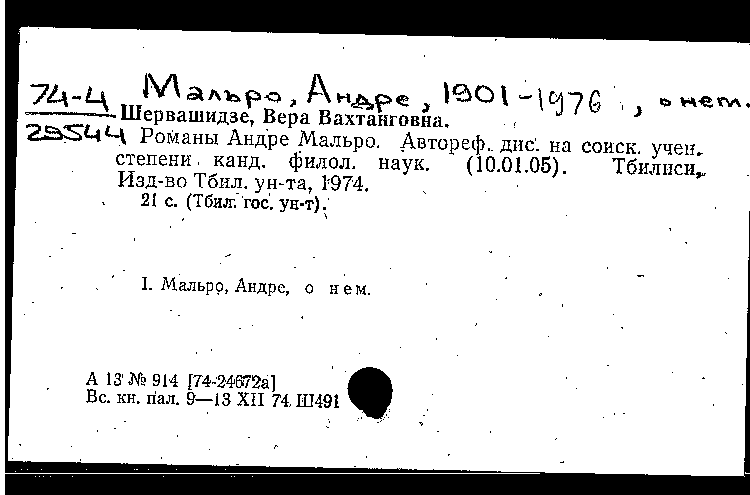 Мальро, Андре, 1901-1976, о нем.
74-4
29544
Шервашидзе, Вера Вахтанговна.
Романы Андре Мальро. Автореф. дис. на соиск. учен.
степени канд. филол. наук. (10.01.05). Тбилиси,
Изд-во Тбил. ун-та, 1974.
21 с. (Тбил. гос. ун-т).
I. Мальро, Андре, о нем.
А 13 № 914 [74-24672а]
Вс. кн. пал. 9—13 XII 74 Ш491